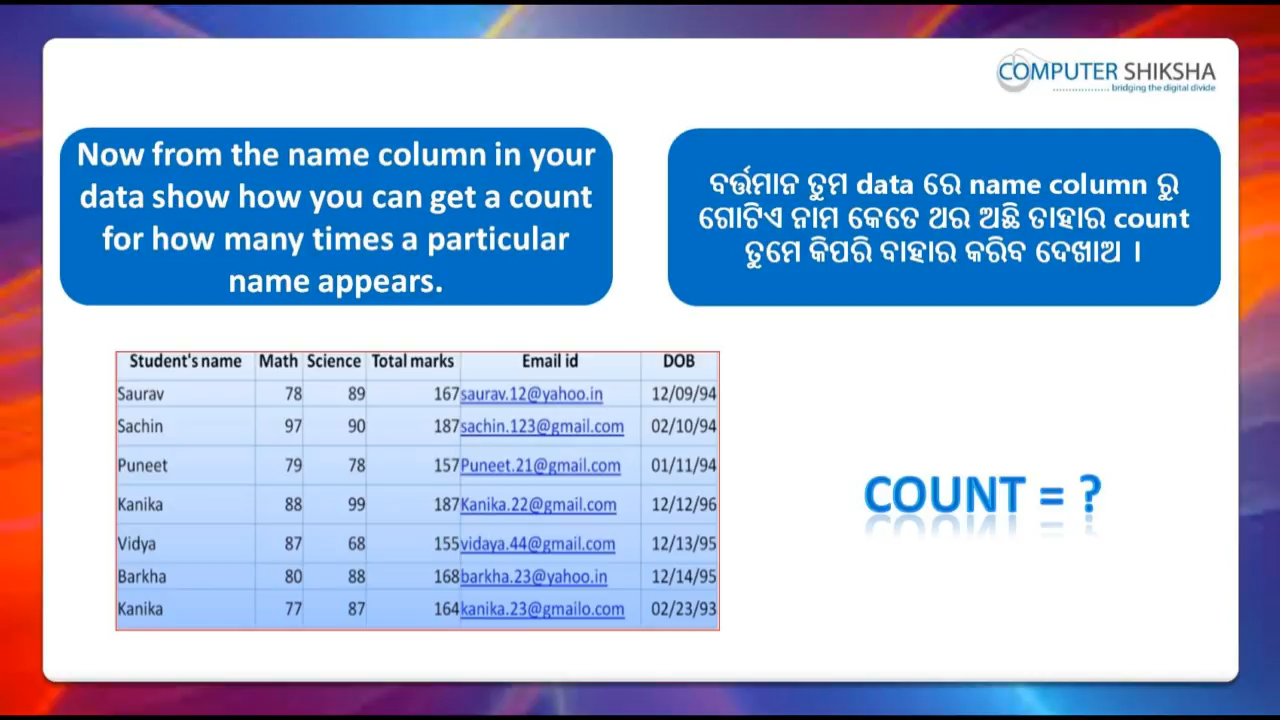 COMPUTER SHIKSHA
bridging the digital divide
Now from the name column in your
data show how you can get a count
for how many times a particular
name appears.
ବର୍ତ୍ତମାନ ତୁମ data ରେ name column ରୁ
ଗୋଟିଏ ନାମ କେତେ ଥର ଅଛି ତାହାର count
ତୁମେ କିପରି ବାହାର କରିବ ଦେଖାଅ ।
Student's name Math Science Total marks Email id DOB
Saurav 78 89 167 saurav.12@yahoo.in 12/09/94
Sachin 97 90 187 sachin.123@gmail.com 02/10/94
Puneet 79 78 157 Puneet.21@gmail.com 01/11/94
Kanika 88 99 187 Kanika.22@gmail.com 12/12/96
Vidya 87 68 155 vidaya.44@gmail.com 12/13/95
Barkha 80 88 168 barkha.23@yahoo.in 12/14/95
Kanika 77 87 164 kanika.23@gmailo.com 02/23/93
COUNT = ?